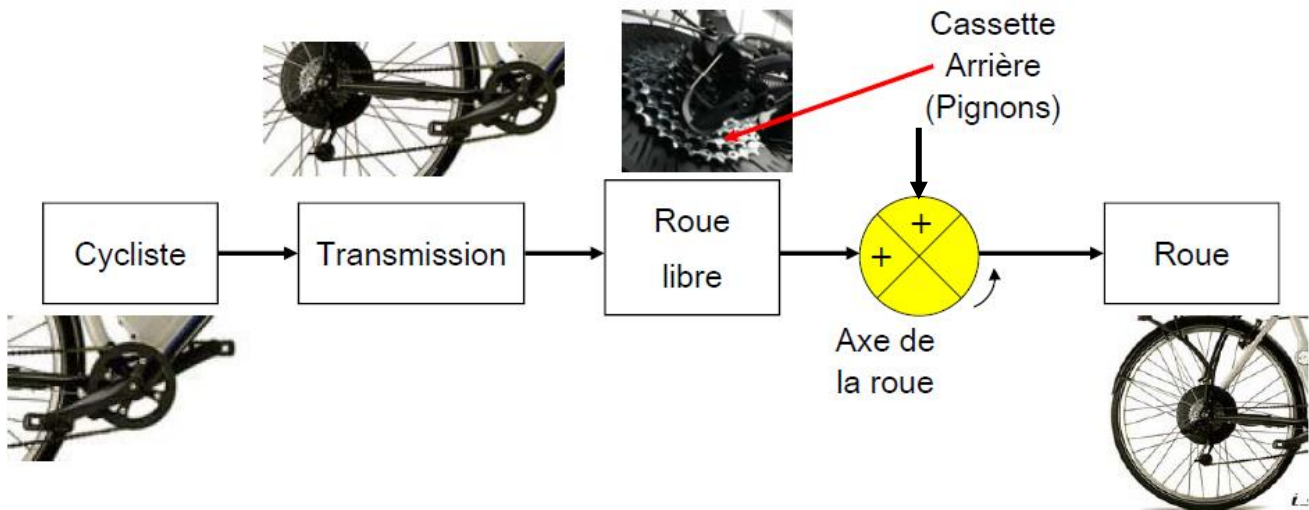 Cassette
Arrière
(Pignons)
Cycliste
Transmission
Roue
libre
+
+
Roue
Axe de
la roue